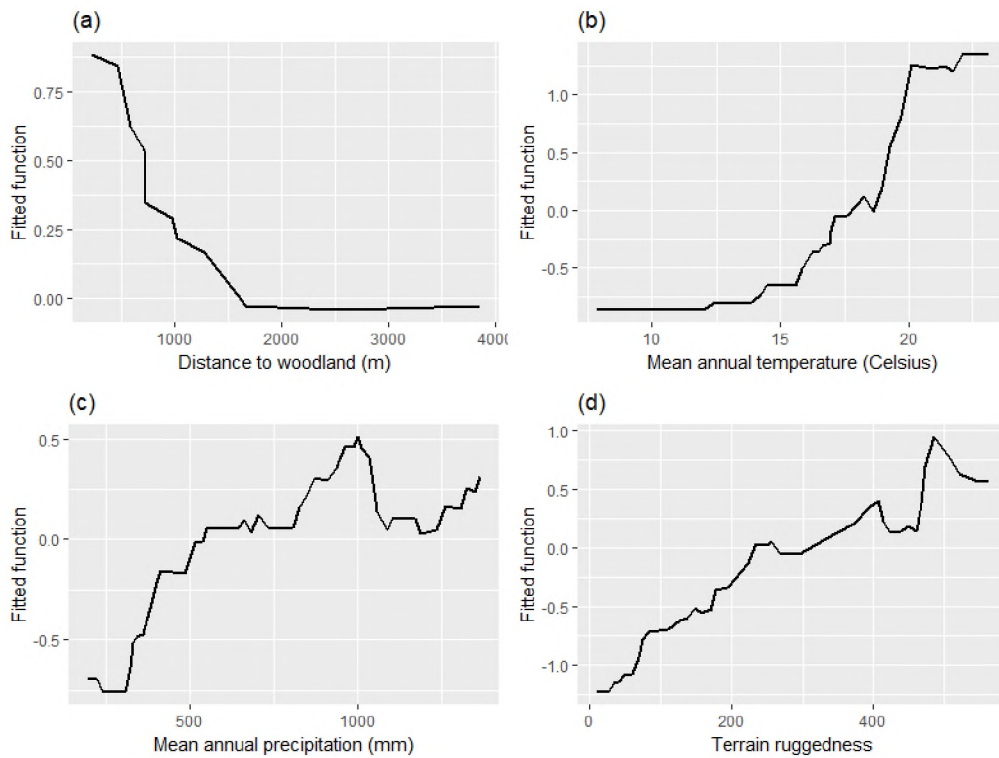 (a)
Fitted function
0.75
0.50
0.25
0.00
1000
2000
3000
4000
Distance to woodland (m)
(b)
Fitted function
1.0
0.5
0.0
-0.5
10
15
20
Mean annual temperature (Celsius)
(c)
Fitted function
0.5
0.0
-0.5
500
1000
Mean annual precipitation (mm)
(d)
Fitted function
1.0
0.5
0.0
-0.5
-1.0
0
200
400
Terrain ruggedness